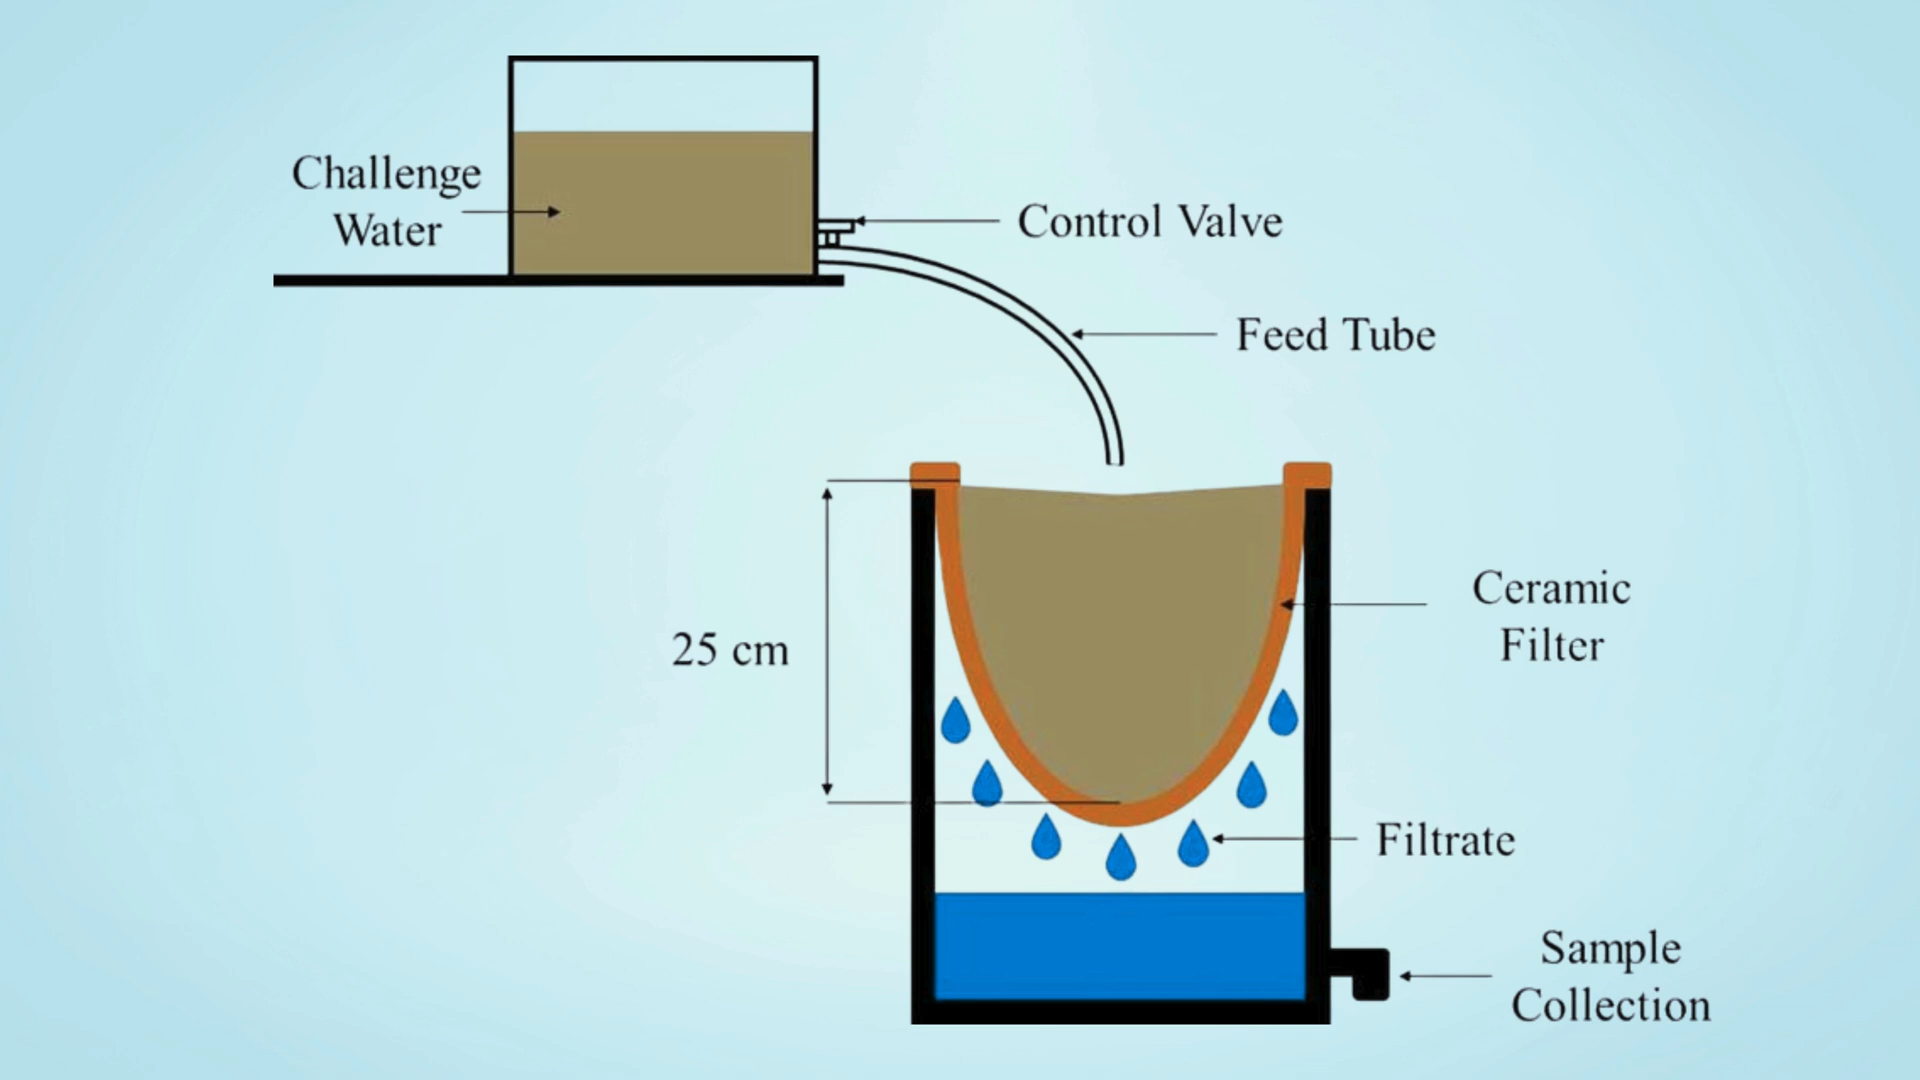 Challenge
Water
Control Valve
Feed Tube
25 cm
Ceramic
Filter
Filtrate
Sample
Collection